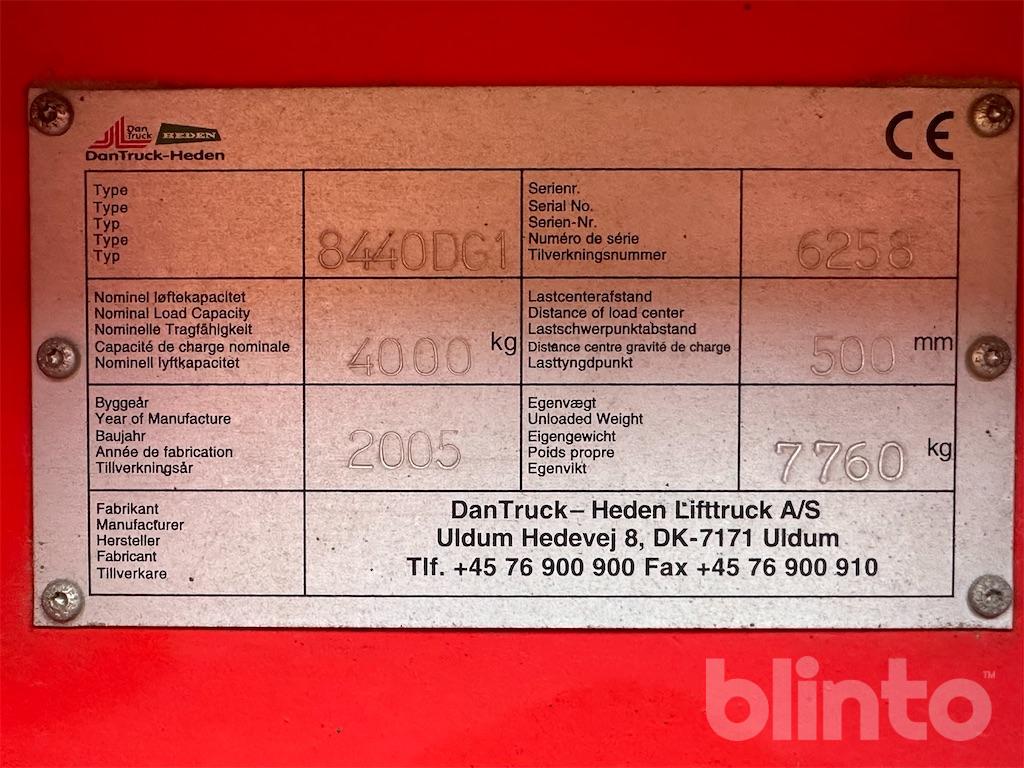 Dan Truck HEDEN
DanTruck-Heden
CE
Type
Type
Typ
Type
Typ
8440DG1
Serienr.
Serial No.
Serien-Nr.
Numéro de série
Tilverkningsnummer
6258
Nominel løftekapacitet
Nominal Load Capacity
Nominelle Tragfähigkeit
Capacité de charge nominale
Nominell lyftkapacitet
4000 kg
Lastcenterafstand
Distance of load center
Lastschwerpunktabstand
Distance centre gravité de charge
Lasttyngdpunkt
500 mm
Byggeår
Year of Manufacture
Baujahr
Année de fabrication
Tillverkningsår
2005
Egenvægt
Unloaded Weight
Eigengewicht
Poids propre
Egenvikt
7760 kg
Fabrikant
Manufacturer
Hersteller
Fabricant
Tillverkare
DanTruck– Heden Lifttruck A/S
Uldum Hedevej 8, DK-7171 Uldum
Tlf. +45 76 900 900 Fax +45 76 900 910
blinto™